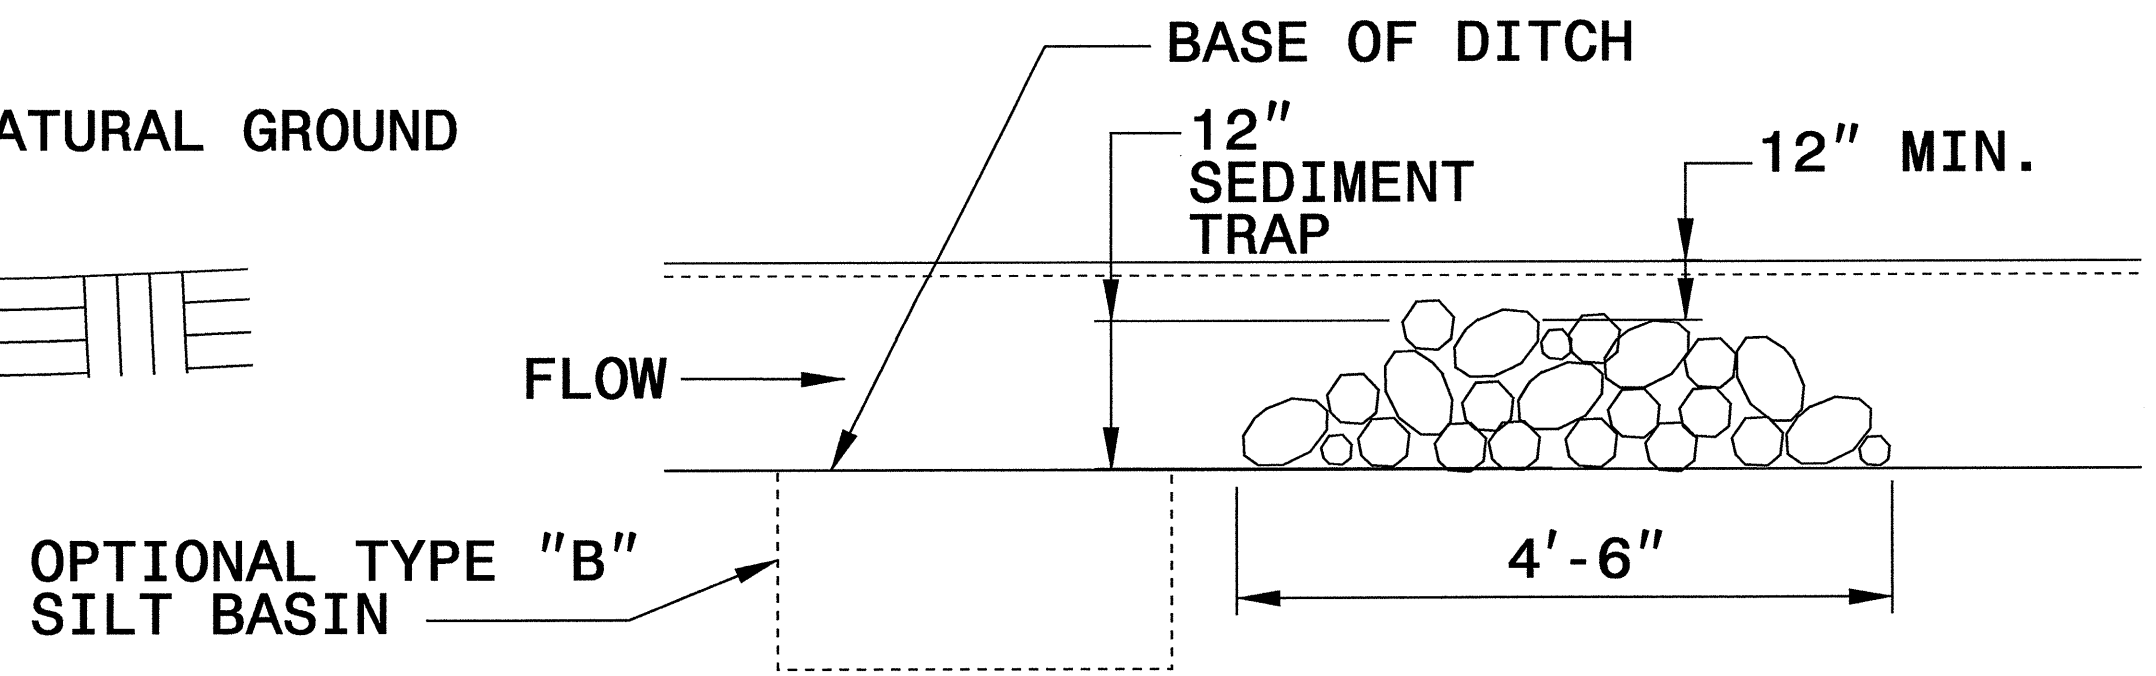 BASE OF DITCH
ATURAL GROUND
12"
SEDIMENT
TRAP
12" MIN.
FLOW
OPTIONAL TYPE "B"
SILT BASIN
4'-6"